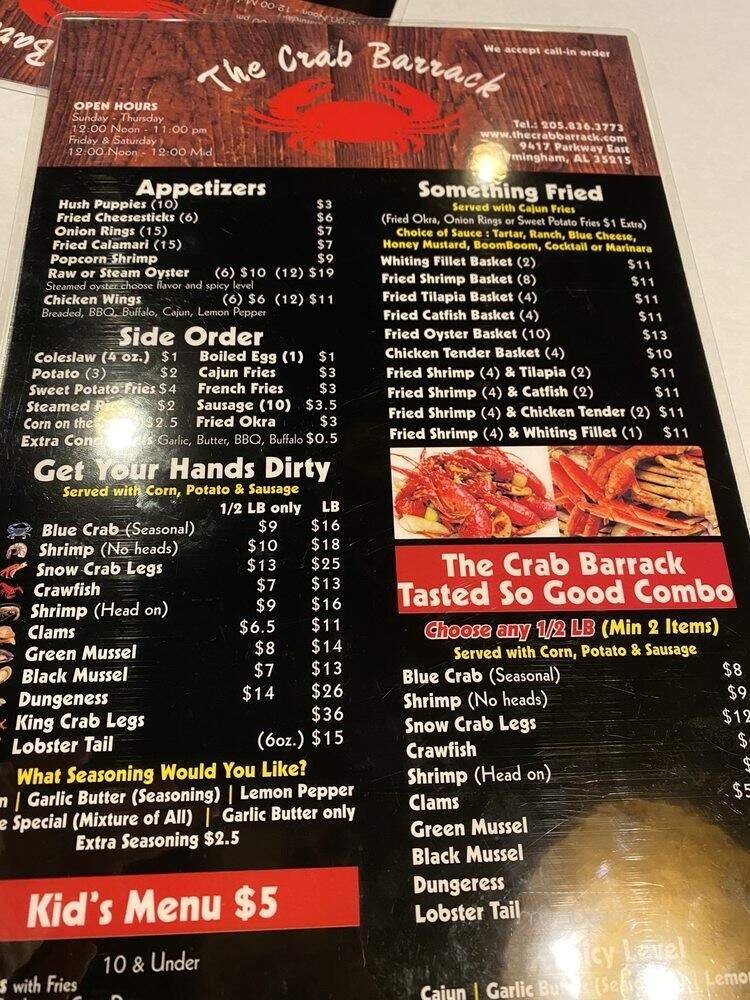 The Crab Barrack
We accept call-in order
OPEN HOURS
Sunday - Thursday
12:00 Noon - 11:00 pm
Friday & Saturday
12:00 Noon - 12:00 Mid
Tel.: 205.836.3773
www.thecrabbarrack.com
9417 Parkway East
mingham, AL 35215
Appetizers
Hush Puppies (10) $3
Fried Cheesesticks (6) $6
Onion Rings (15) $7
Fried Calamari (15) $7
Popcorn Shrimp $9
Raw or Steam Oyster (6) $10 (12) $19
Steamed oyster choose flavor and spicy level
Chicken Wings (6) $6 (12) $11
Breaded, BBQ, Buffalo, Cajun, Lemon Pepper
Side Order
Coleslaw (4 oz.) $1 Boiled Egg (1) $1
Potato (3) $2 Cajun Fries $3
Sweet Potato Fries $4 French Fries $3
Steamed $2 Sausage (10) $3.5
Corn on the $2.5 Fried Okra $3
Extra Garlic, Butter, BBQ, Buffalo $0.5
Get Your Hands Dirty
Served with Corn, Potato & Sausage
1/2 LB only LB
Blue Crab (Seasonal) $9 $16
Shrimp (No heads) $10 $18
Snow Crab Legs $13 $25
Crawfish $7 $13
Shrimp (Head on) $9 $16
Clams $6.5 $11
Green Mussel $8 $14
Black Mussel $7 $13
Dungeness $14 $26
King Crab Legs $36
Lobster Tail (6oz.) $15
What Seasoning Would You Like?
n | Garlic Butter (Seasoning) | Lemon Pepper
e Special (Mixture of All) | Garlic Butter only
Extra Seasoning $2.5
Kid's Menu $5
10 & Under
s with Fries
Something Fried
Served with Cajun Fries
(Fried Okra, Onion Rings or Sweet Potato Fries $1 Extra)
Choice of Sauce : Tartar, Ranch, Blue Cheese,
Honey Mustard, BoomBoom, Cocktail or Marinara
Whiting Fillet Basket (2) $11
Fried Shrimp Basket (8) $11
Fried Tilapia Basket (4) $11
Fried Catfish Basket (4) $11
Fried Oyster Basket (10) $13
Chicken Tender Basket (4) $10
Fried Shrimp (4) & Tilapia (2) $11
Fried Shrimp (4) & Catfish (2) $11
Fried Shrimp (4) & Chicken Tender (2) $11
Fried Shrimp (4) & Whiting Fillet (1) $11
The Crab Barrack
Tasted So Good Combo
Choose any 1/2 LB (Min 2 Items)
Served with Corn, Potato & Sausage
Blue Crab (Seasonal) $8
Shrimp (No heads) $9
Snow Crab Legs $12
Crawfish $
Shrimp (Head on) $
Clams $5
Green Mussel
Black Mussel
Dungeress
Lobster Tail
icy Level
Cajun | Garlic | Lemo